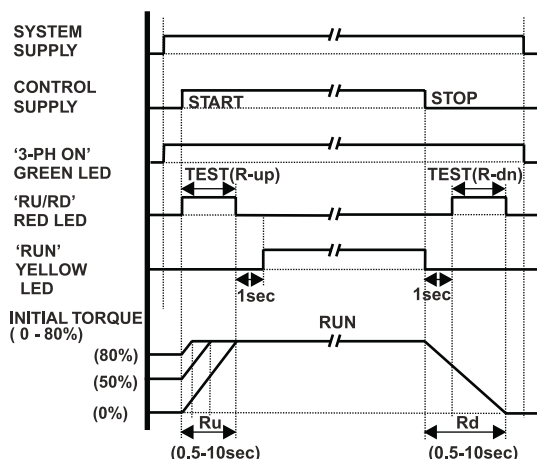 SYSTEM
SUPPLY
CONTROL
SUPPLY
START
STOP
'3-PH ON'
GREEN LED
TEST(R-up)
TEST(R-dn)
'RU/RD'
RED LED
'RUN'
YELLOW
LED
1sec
1sec
INITIAL TORQUE
( 0 - 80%)
RUN
(80%)
(50%)
(0%)
Ru
Rd
(0,5-10sec)
(0,5-10sec)